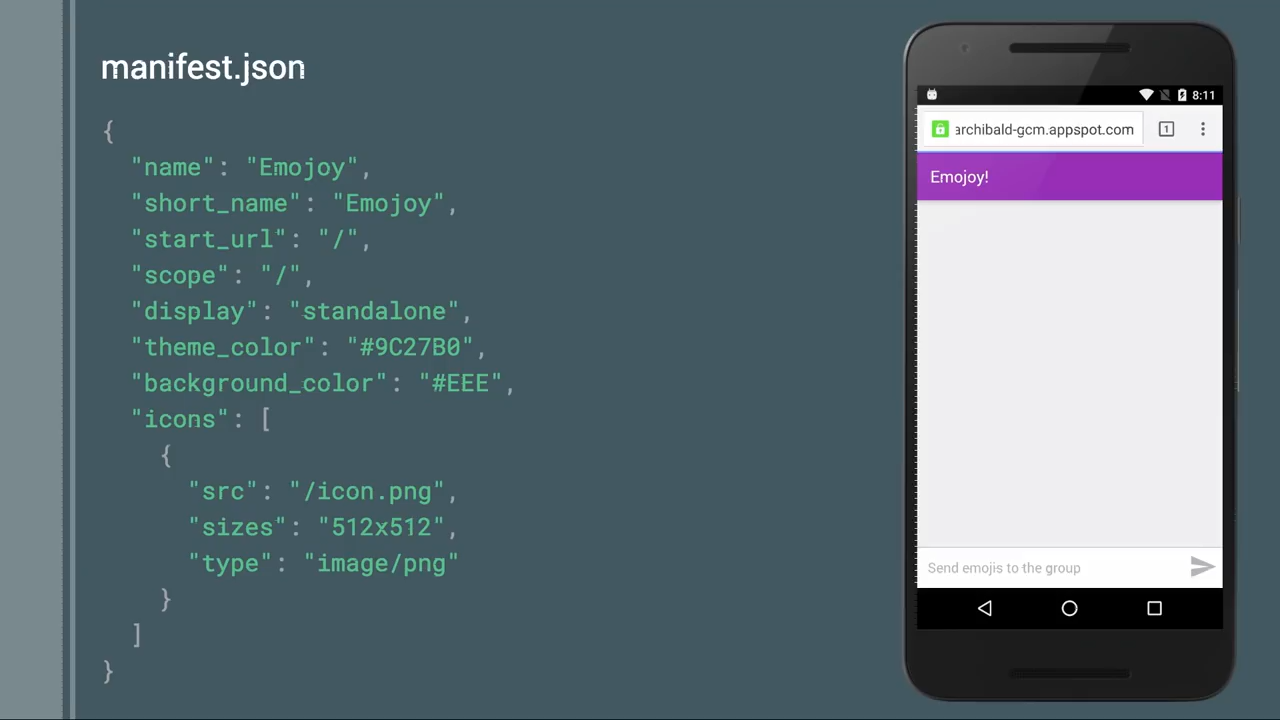 manifest.json
{
"name": "Emojoy",
"short_name": "Emojoy",
"start_url": "/",
"scope": "/",
"display": "standalone",
"theme_color": "#9C27B0",
"background_color": "#EEE",
"icons": [
{
"src": "/icon.png",
"sizes": "512x512",
"type": "image/png"
}
]
}
8:11
archibald-gcm.appspot.com
1
Emojoy!
Send emojis to the group